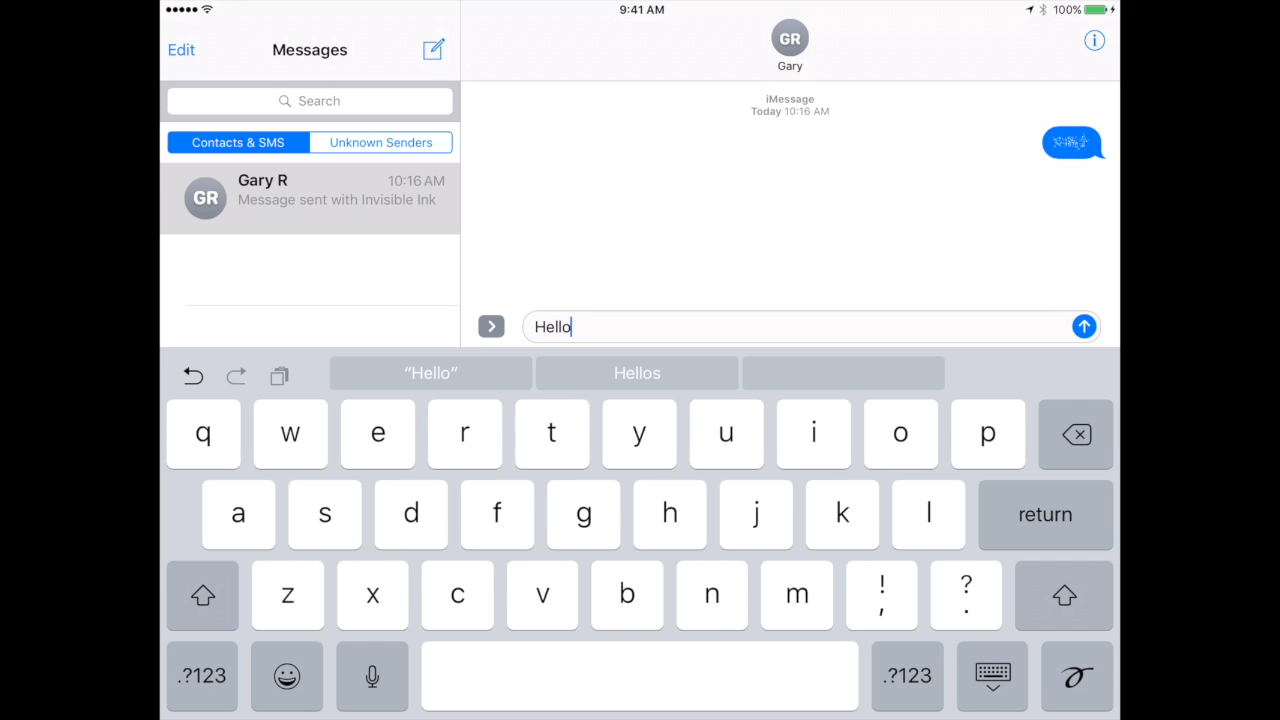 9:41 AM
100%
Edit
Messages
GR
Gary
Search
iMessage
Today 10:16 AM
Contacts & SMS
Unknown Senders
GR
Gary R
10:16 AM
Message sent with Invisible Ink
Hello
“Hello”
Hellos
q w e r t y u i o p
a s d f g h j k l
return
z x c v b n m ! , ? .
.?123
.?123